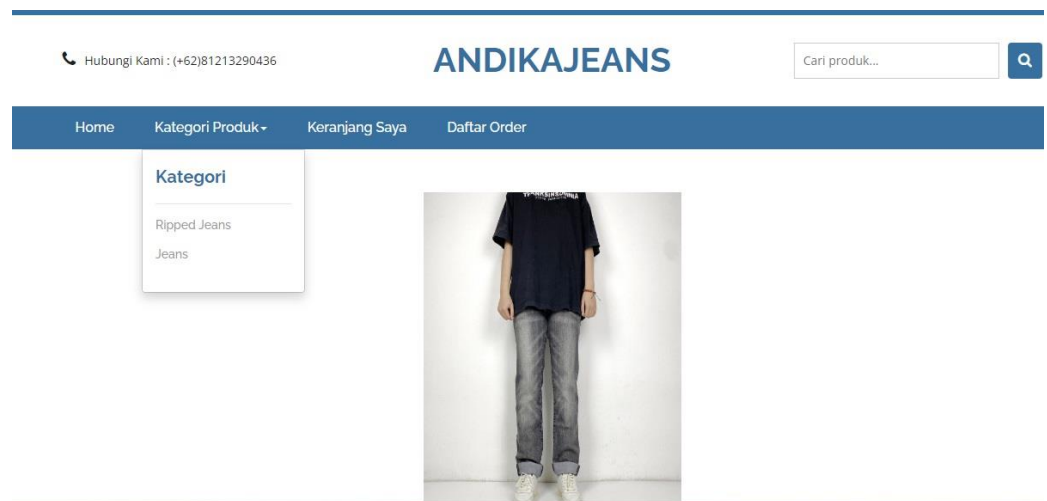 Hubungi Kami : (+62)81213290436
ANDIKAJEANS
Cari produk...
Home Kategori Produk Keranjang Saya Daftar Order
Kategori
Ripped Jeans
Jeans